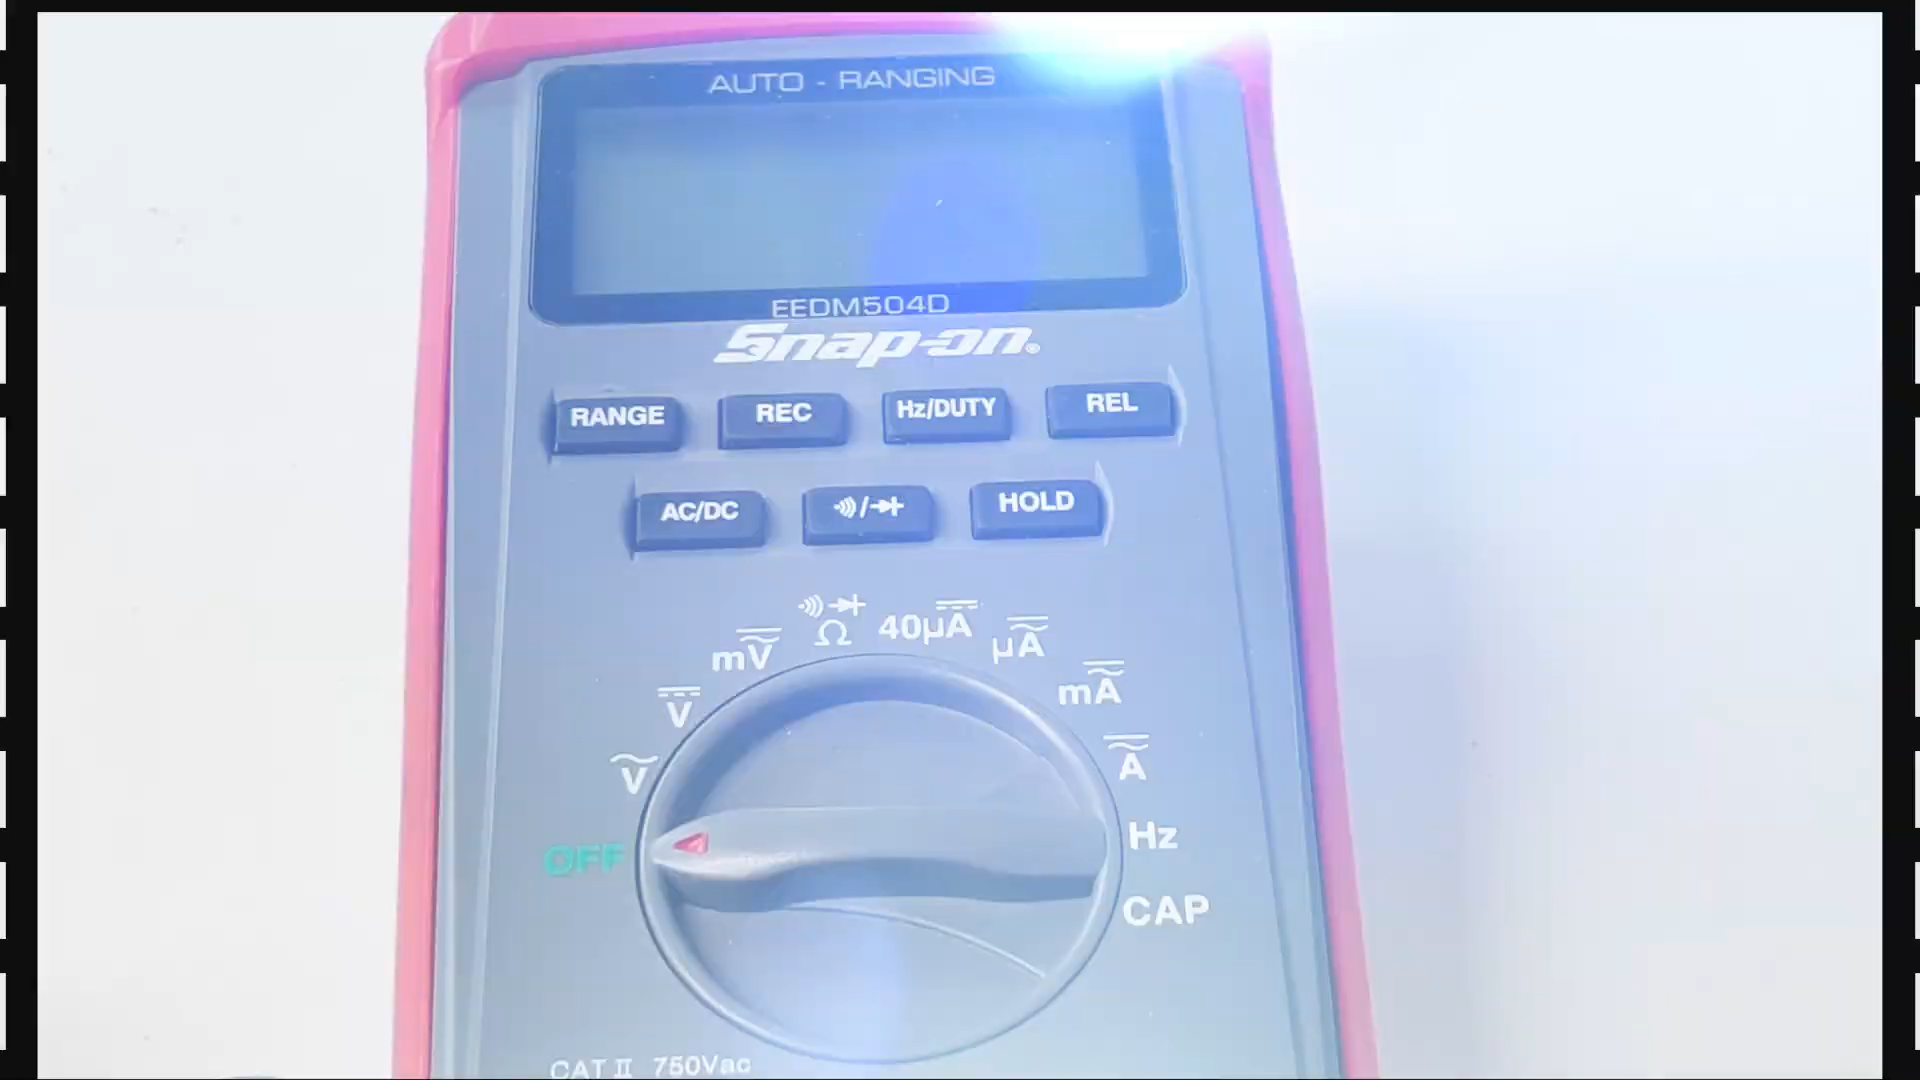 AUTO - RANGING
EEDM504D
Snap-on®
RANGE REC Hz/DUTY REL
AC/DC HOLD
Ω 40µA µA
mV mA
V A
V
OFF Hz
CAP
CAT II 750Vac